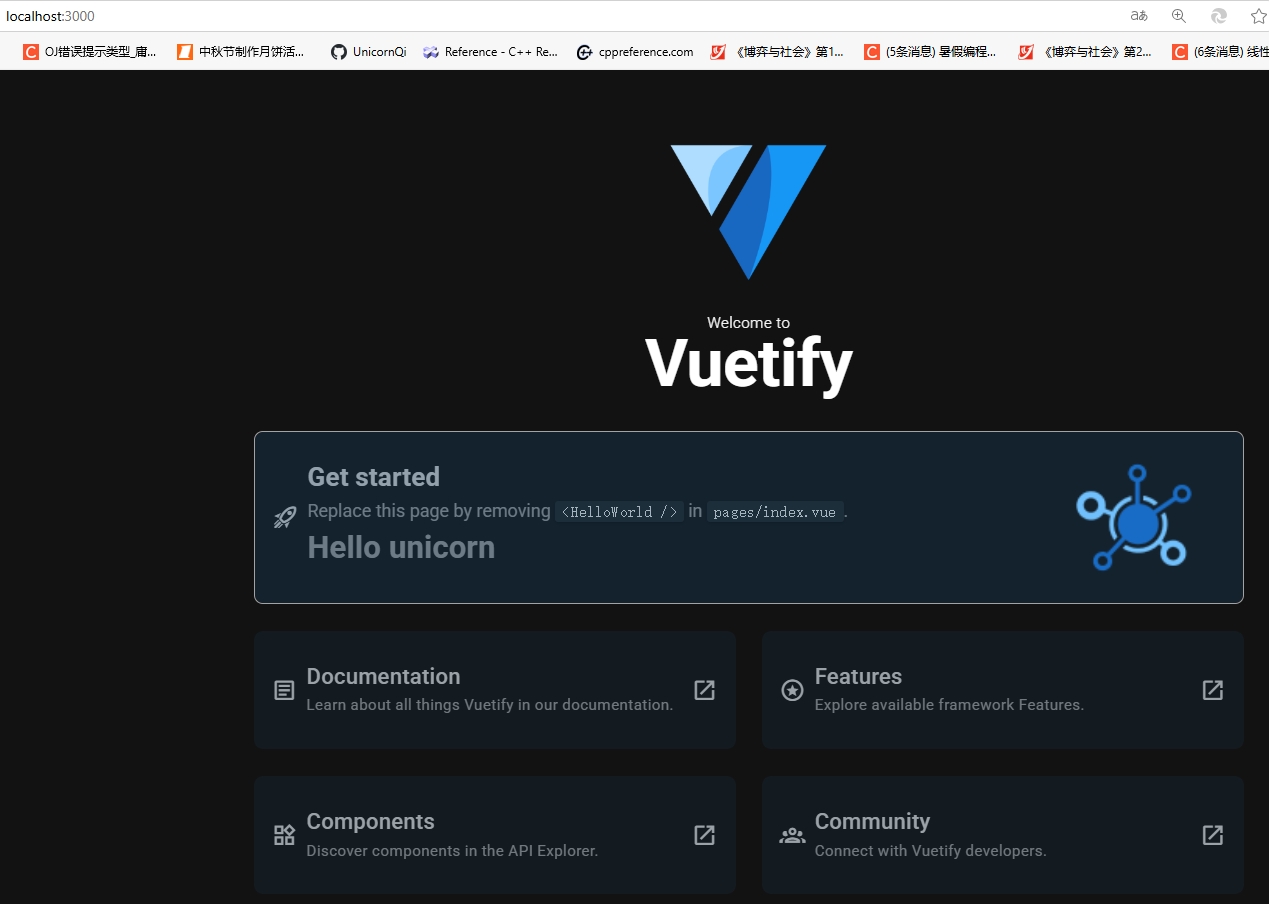 localhost:3000
aあ
OJ错误提示类型_庸... 中秋节制作月饼活... UnicornQi Reference - C++ Re... cppreference.com 《博弈与社会》第1... (5条消息) 暑假编程... 《博弈与社会》第2... (6条消息) 线性
Welcome to
Vuetify
Get started
Replace this page by removing <HelloWorld /> in pages/index.vue.
Hello unicorn
Documentation
Learn about all things Vuetify in our documentation.
Features
Explore available framework Features.
Components
Discover components in the API Explorer.
Community
Connect with Vuetify developers.